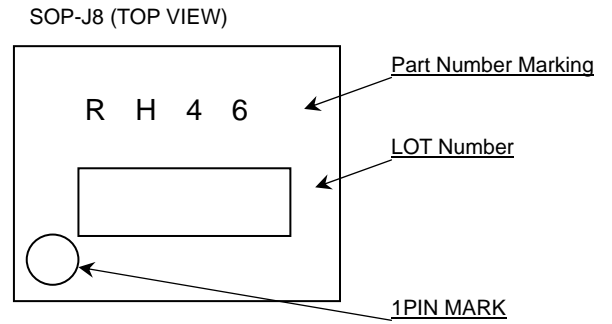 SOP-J8 (TOP VIEW)
Part Number Marking
R H 4 6
LOT Number
1PIN MARK